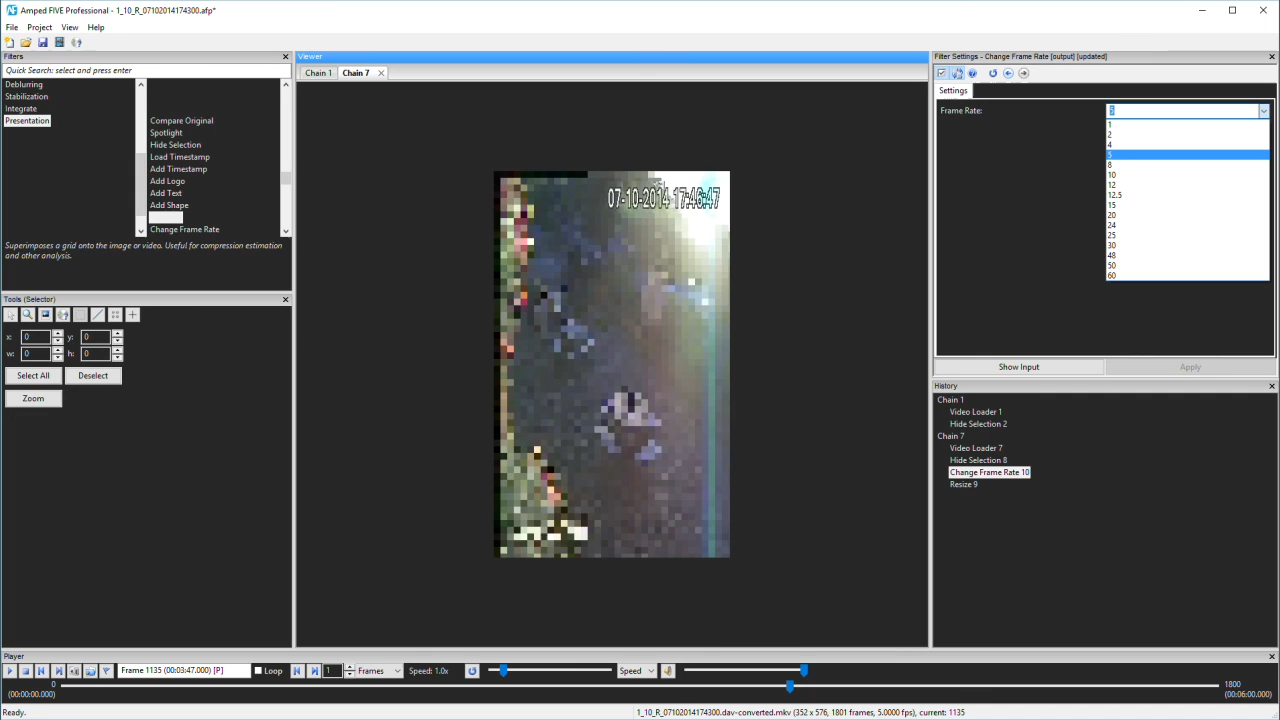 Amped FIVE Professional - 1_10_R_07102014174300.afp*
File Project View Help
Filters
Quick Search: select and press enter
Deblurring
Stabilization
Integrate
Presentation
Compare Original
Spotlight
Hide Selection
Load Timestamp
Add Timestamp
Add Logo
Add Text
Add Shape
Change Frame Rate
Superimposes a grid onto the image or video. Useful for compression estimation
and other analysis.
Tools (Selector)
x: 0 y: 0
w: 0 h: 0
Select All Deselect
Zoom
Viewer
Chain 1 Chain 7
07-10-2014 17:46:47
Filter Settings - Change Frame Rate [output] [updated]
Settings
Frame Rate: 5
1
2
4
5
8
10
12
12.5
15
20
24
25
30
48
50
60
Show Input Apply
History
Chain 1
Video Loader 1
Hide Selection 2
Chain 7
Video Loader 7
Hide Selection 8
Change Frame Rate 10
Resize 9
Player
Frame 1135 (00:03:47.000) [P] Loop 1 Frames Speed: 1.0x Speed
0 1800
(00:00:00.000) (00:06:00.000)
Ready. 1_10_R_07102014174300.dav-converted.mkv (352 x 576, 1801 frames, 5.0000 fps), current: 1135